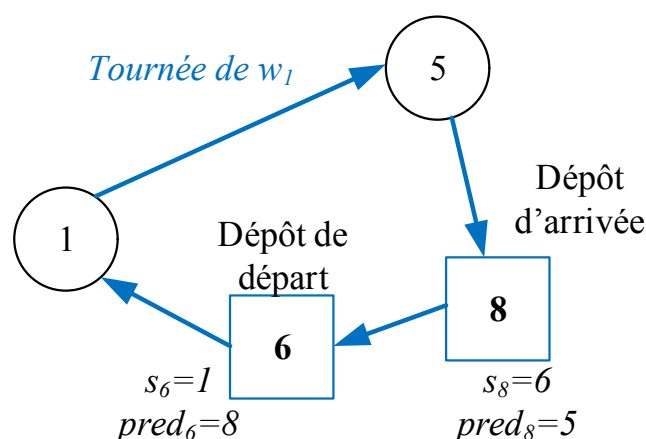 Tournée de w1
5
Dépôt
d’arrivée
1
Dépôt de
départ
8
6
s6=1
pred6=8
s8=6
pred8=5